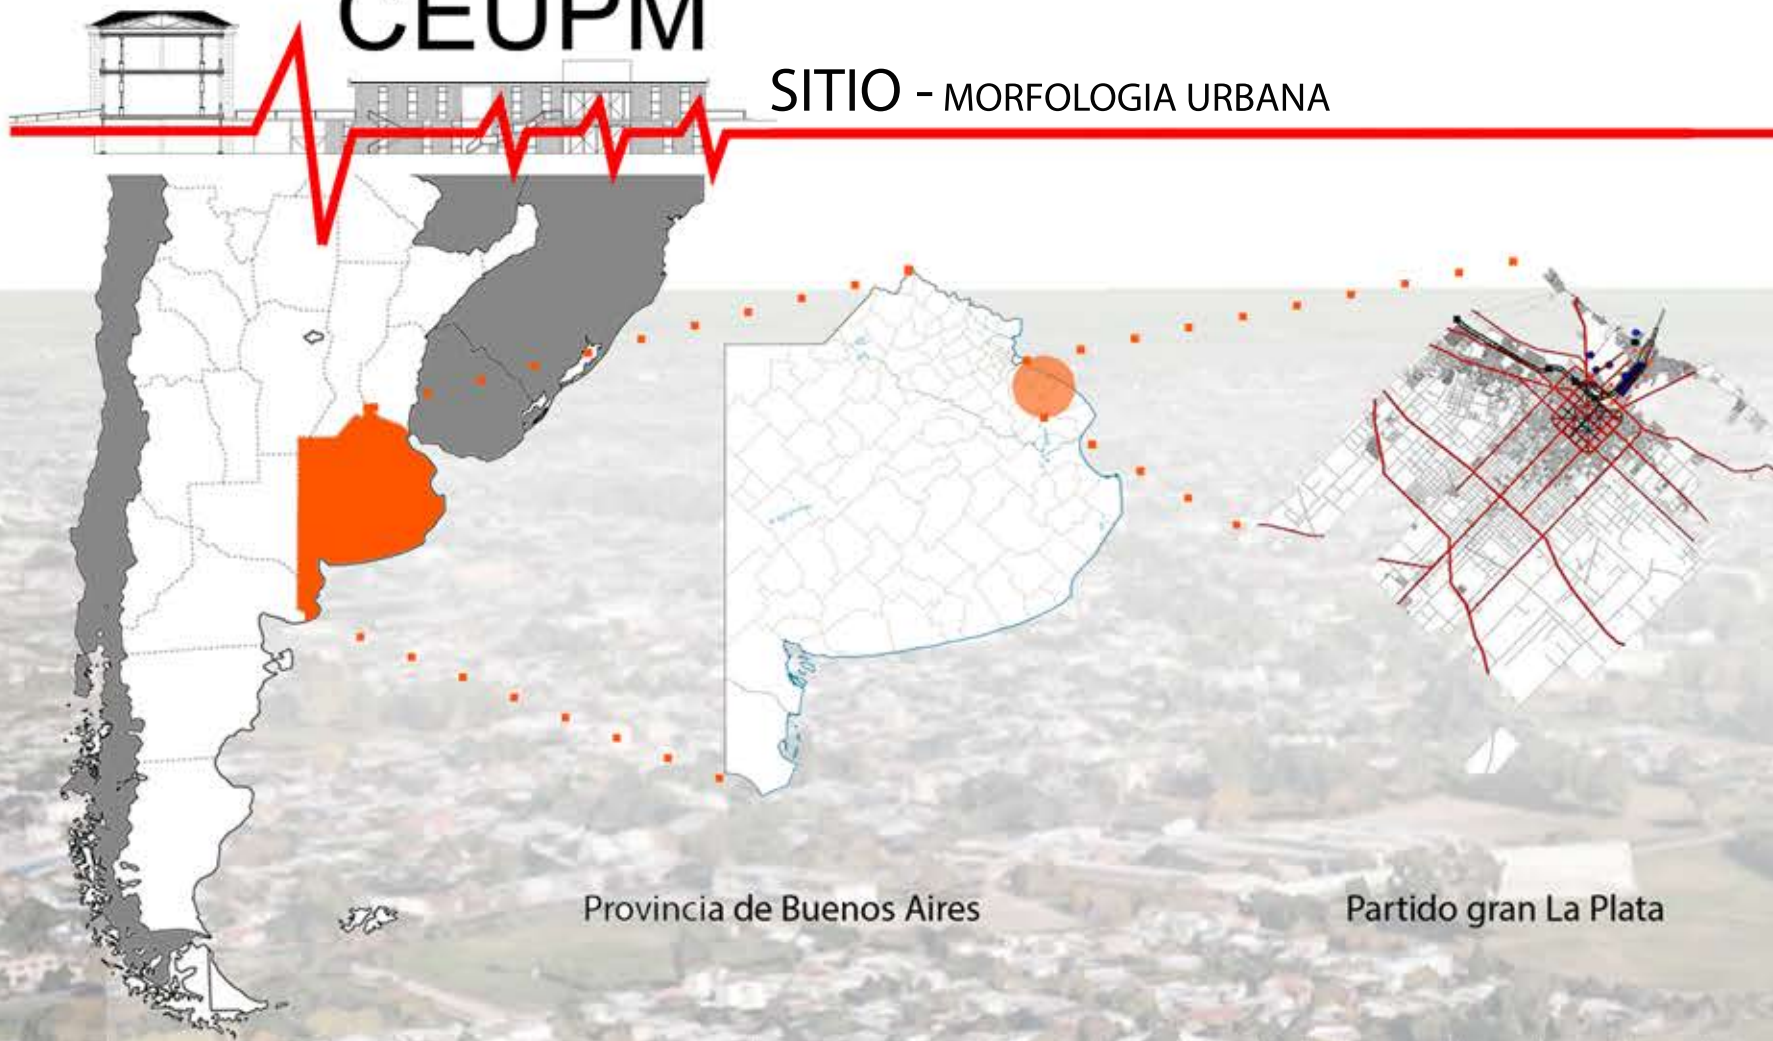 CEUPM
SITIO - MORFOLOGIA URBANA
Provincia de Buenos Aires
Partido gran La Plata